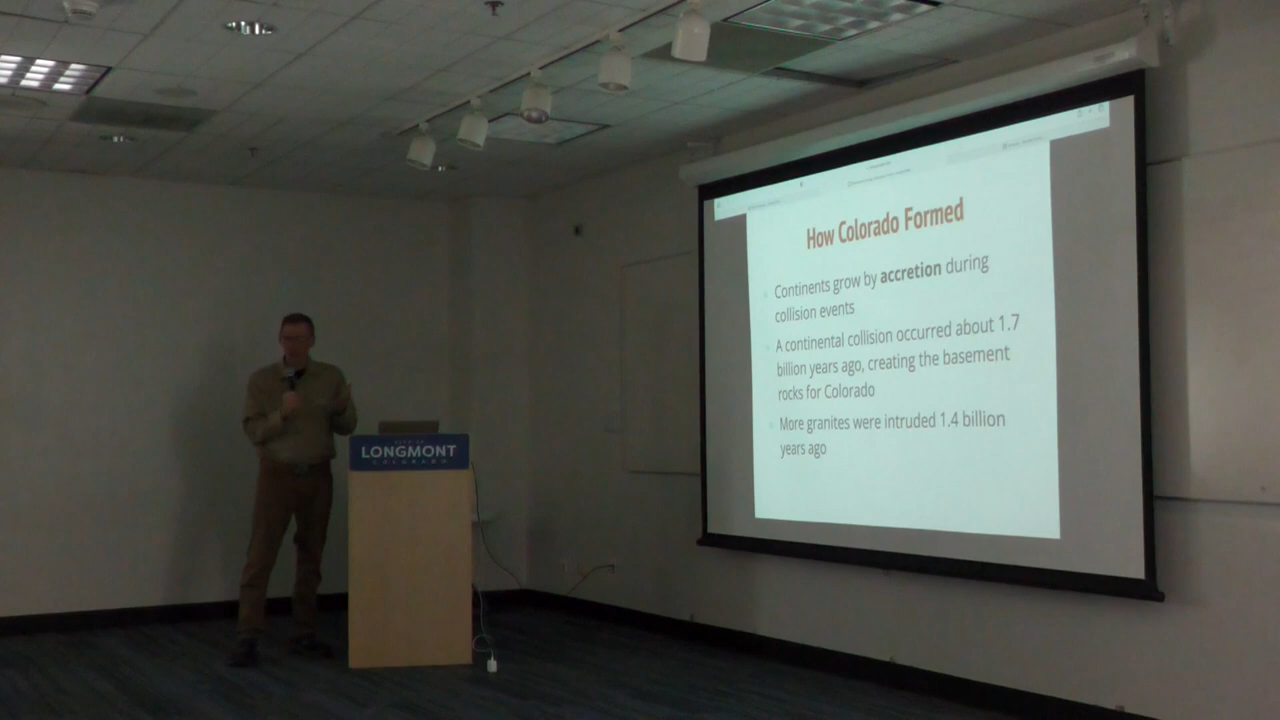 How Colorado Formed
Continents grow by accretion during
collision events
A continental collision occurred about 1.7
billion years ago, creating the basement
rocks for Colorado
More granites were intruded 1.4 billion
years ago
LONGMONT
COLORADO